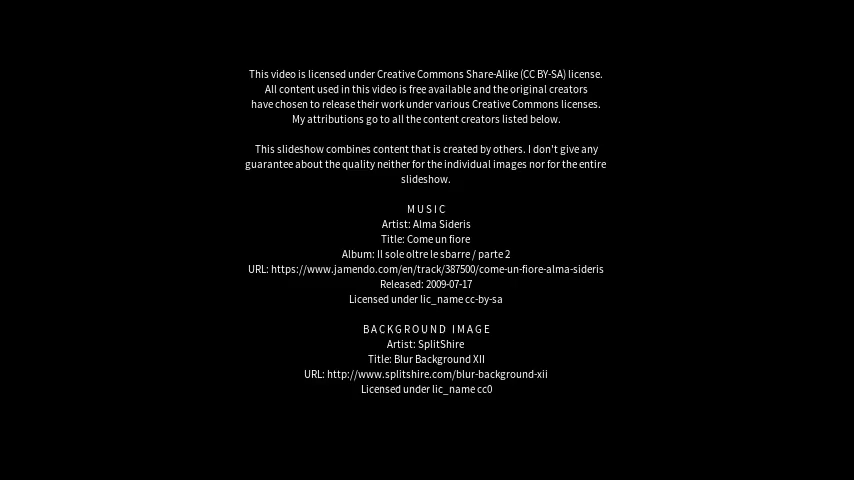 This video is licensed under Creative Commons Share-Alike (CC BY-SA) license.
All content used in this video is free available and the original creators
have chosen to release their work under various Creative Commons licenses.
My attributions go to all the content creators listed below.
This slideshow combines content that is created by others. I don't give any
guarantee about the quality neither for the individual images nor for the entire
slideshow.
MUSIC
Artist: Alma Sideris
Title: Come un fiore
Album: Il sole oltre le sbarre / parte 2
URL: https://www.jamendo.com/en/track/387500/come-un-fiore-alma-sideris
Released: 2009-07-17
Licensed under lic_name cc-by-sa
BACKGROUND IMAGE
Artist: SplitShire
Title: Blur Background XII
URL: http://www.splitshire.com/blur-background-xii
Licensed under lic_name cc0